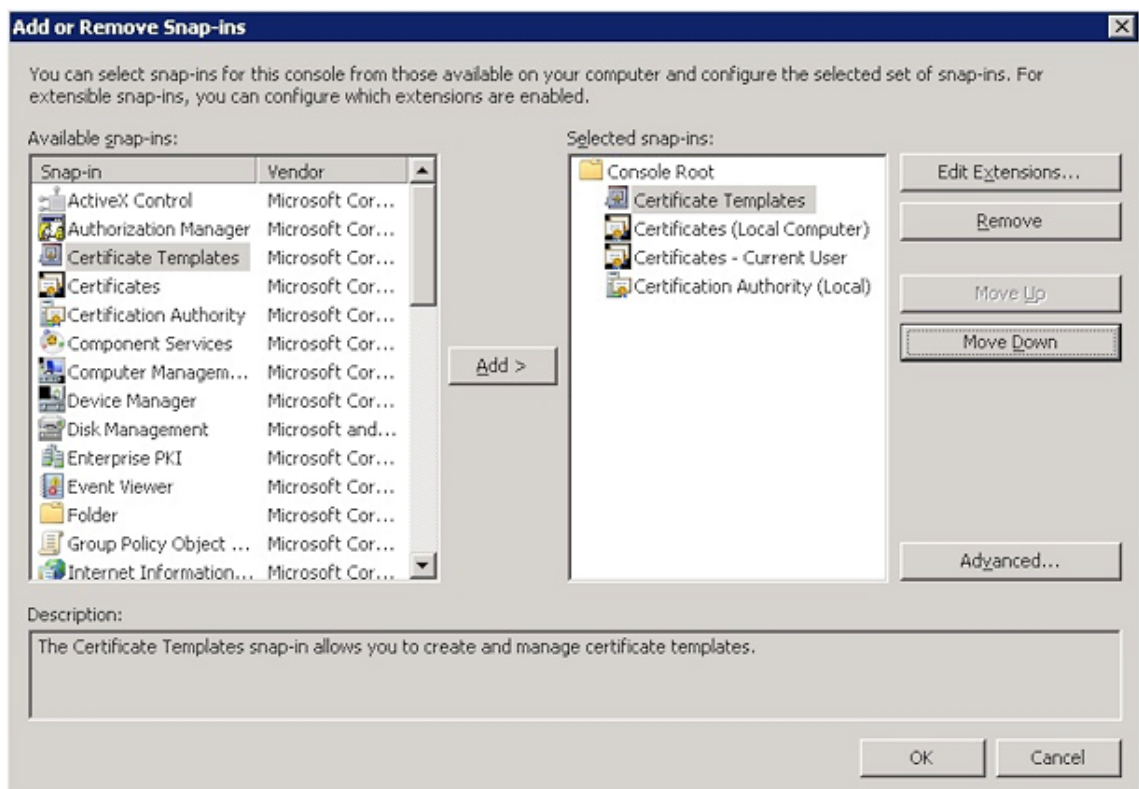 Add or Remove Snap-ins
You can select snap-ins for this console from those available on your computer and configure the selected set of snap-ins. For
extensible snap-ins, you can configure which extensions are enabled.
Available snap-ins:
Snap-in Vendor
ActiveX Control Microsoft Cor...
Authorization Manager Microsoft Cor...
Certificate Templates Microsoft Cor...
Certificates Microsoft Cor...
Certification Authority Microsoft Cor...
Component Services Microsoft Cor...
Computer Managem... Microsoft Cor...
Device Manager Microsoft Cor...
Disk Management Microsoft and...
Enterprise PKI Microsoft Cor...
Event Viewer Microsoft Cor...
Folder Microsoft Cor...
Group Policy Object ... Microsoft Cor...
Internet Information... Microsoft Cor...
Add >
Selected snap-ins:
Console Root
Certificate Templates
Certificates (Local Computer)
Certificates - Current User
Certification Authority (Local)
Edit Extensions...
Remove
Move Up
Move Down
Advanced...
Description:
The Certificate Templates snap-in allows you to create and manage certificate templates.
OK
Cancel